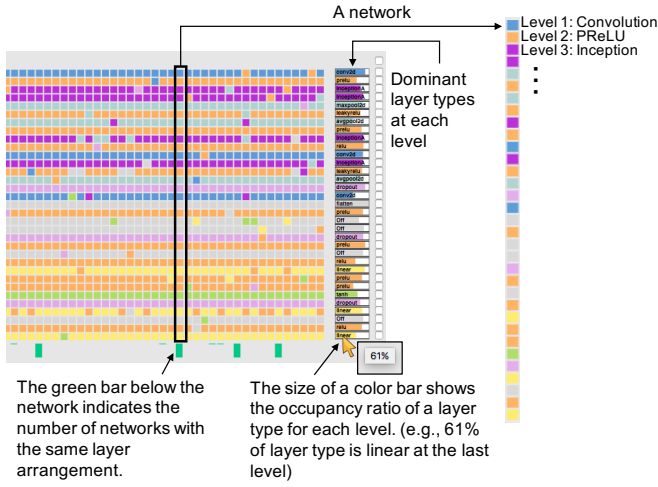 A network
Level 1: Convolution
Level 2: PReLU
Level 3: Inception
Dominant
layer types
at each
level
conv2d
prelu
InceptionA
InceptionA
maxpool2d
leakyrelu
avgpool2d
prelu
InceptionA
relu
conv2d
InceptionA
leakyrelu
avgpool2d
dropout
conv2d
flatten
prelu
Off
Off
dropout
prelu
Off
relu
linear
prelu
prelu
tanh
dropout
linear
Off
relu
linear
61%
The green bar below the
network indicates the
number of networks with
the same layer
arrangement.
The size of a color bar shows
the occupancy ratio of a layer
type for each level. (e.g., 61%
of layer type is linear at the last
level)